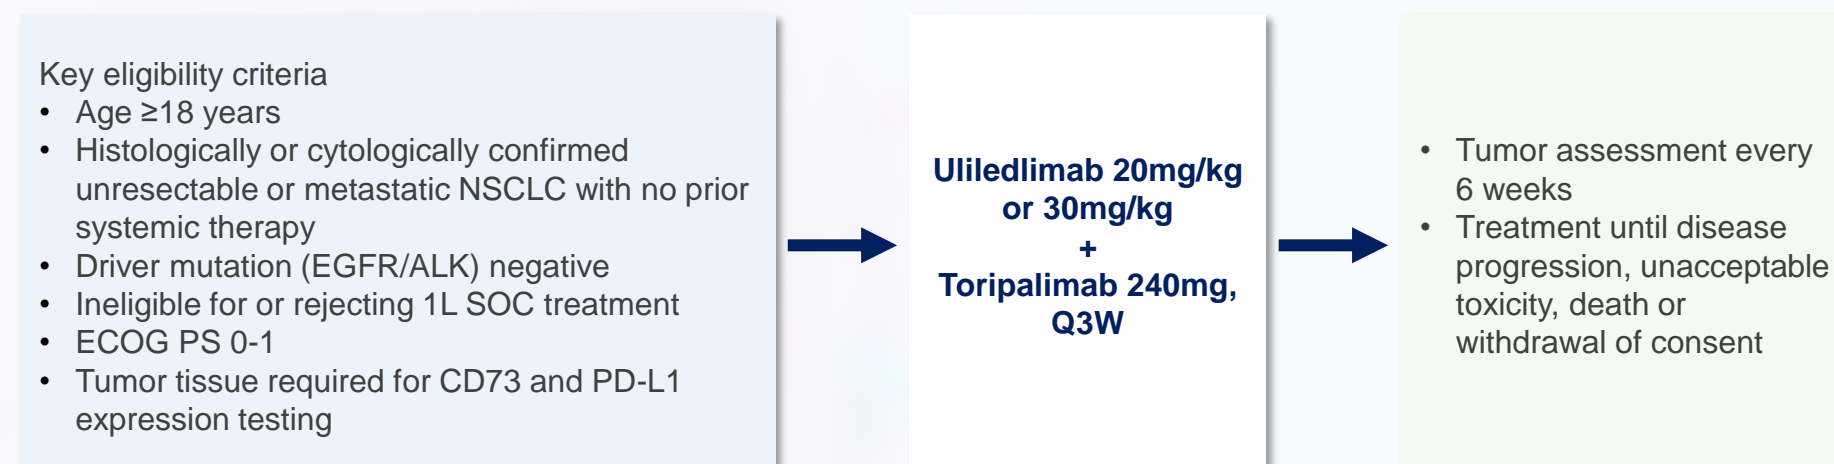 Key eligibility criteria
• Age ≥18 years
• Histologically or cytologically confirmed
unresectable or metastatic NSCLC with no prior
systemic therapy
• Driver mutation (EGFR/ALK) negative
• Ineligible for or rejecting 1L SOC treatment
• ECOG PS 0-1
• Tumor tissue required for CD73 and PD-L1
expression testing
Uliledlimab 20mg/kg
or 30mg/kg
+
Toripalimab 240mg,
Q3W
• Tumor assessment every
6 weeks
• Treatment until disease
progression, unacceptable
toxicity, death or
withdrawal of consent